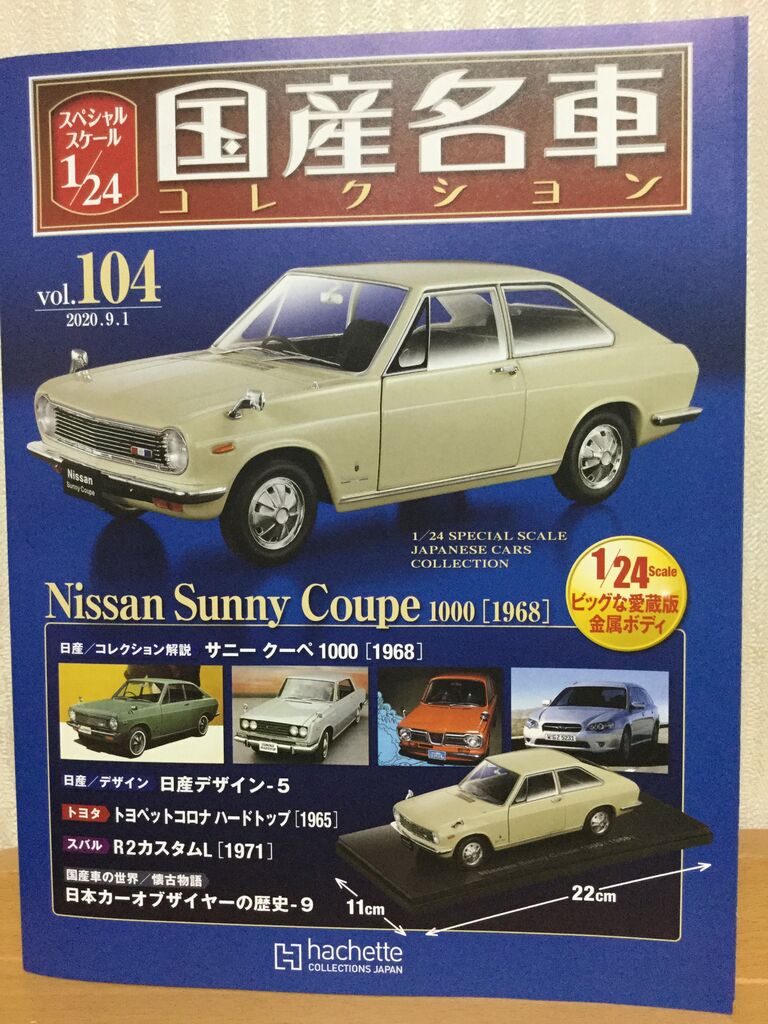 スペシャル
スケール
1/24
国産名車
コレクション
vol.104
2020.9.1
Nissan
Sunny Coupe
1/24 SPECIAL SCALE
JAPANESE CARS
COLLECTION
1/24 Scale
ビッグな愛蔵版
金属ボディ
Nissan Sunny Coupe 1000 [1968]
日産/コレクション解説 サニー クーペ 1000 [1968]
日産/デザイン 日産デザイン-5
トヨタ トヨペットコロナ ハードトップ [1965]
スバル R2カスタムL [1971]
国産車の世界/懐古物語
日本カーオブザイヤーの歴史-9
Nissan Sunny Coupe 1000 (1968)
11cm
22cm
hachette
COLLECTIONS JAPAN